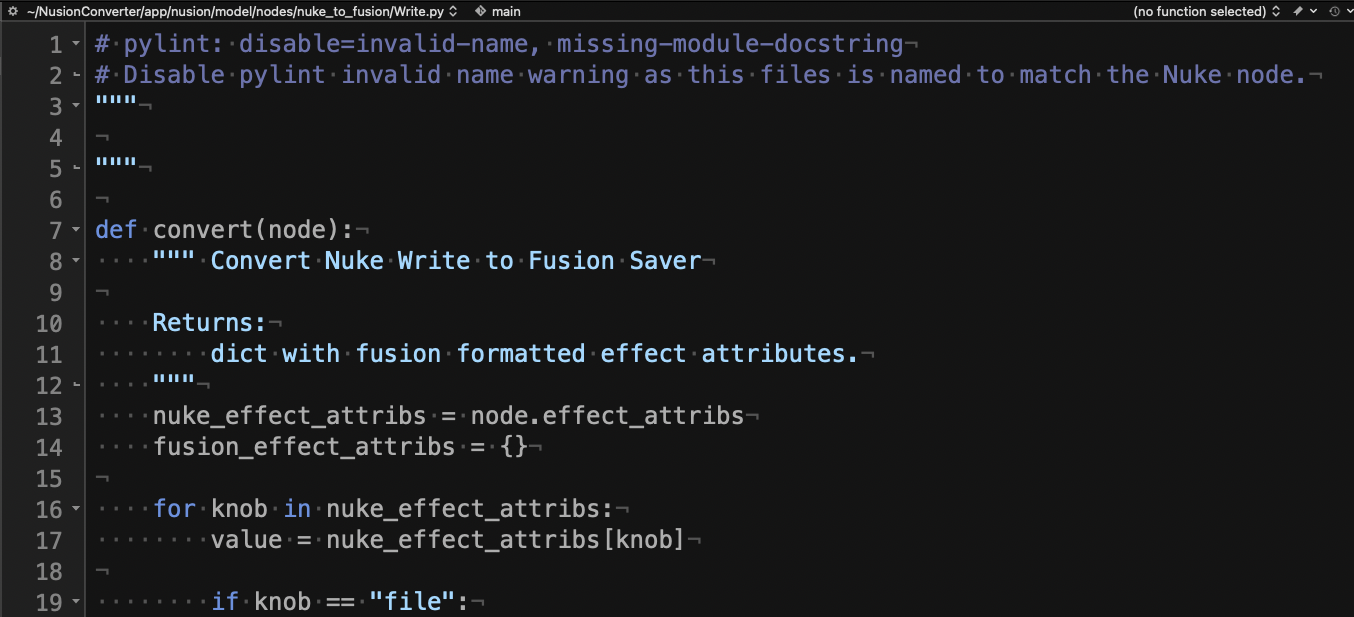 ~/NusionConverter/app/nusion/model/nodes/nuke_to_fusion/Write.py main (no function selected)
1 # pylint: disable=invalid-name, missing-module-docstring
2 # Disable pylint invalid name warning as this files is named to match the Nuke node.
3 """
4
5 """
6
7 def convert(node):
8     """ Convert Nuke Write to Fusion Saver
9
10     Returns:
11         dict with fusion formatted effect attributes.
12     """
13     nuke_effect_attribs = node.effect_attribs
14     fusion_effect_attribs = {}
15
16     for knob in nuke_effect_attribs:
17         value = nuke_effect_attribs[knob]
18
19         if knob == "file":